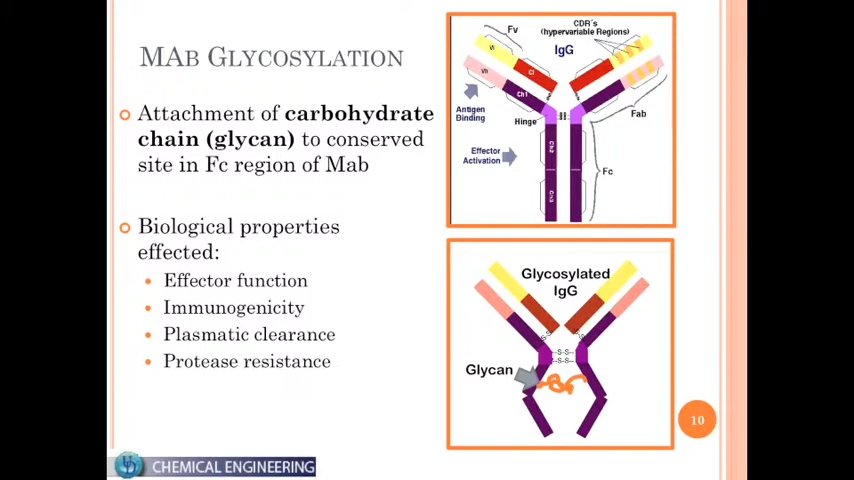 MAB GLYCOSYLATION
Attachment of carbohydrate
chain (glycan) to conserved
site in Fc region of Mab
Biological properties
effected:
Effector function
Immunogenicity
Plasmatic clearance
Protease resistance
CDR´s
(hypervariable Regions)
Fv
IgG
Vl
Vh
Cl
Ch1
Antigen
Binding
Hinge
Fab
Effector
Activation
Ch2
Fc
Ch3
Glycosylated
IgG
S-S
S-S
-S-S-
-S-S-
Glycan
10
CHEMICAL ENGINEERING